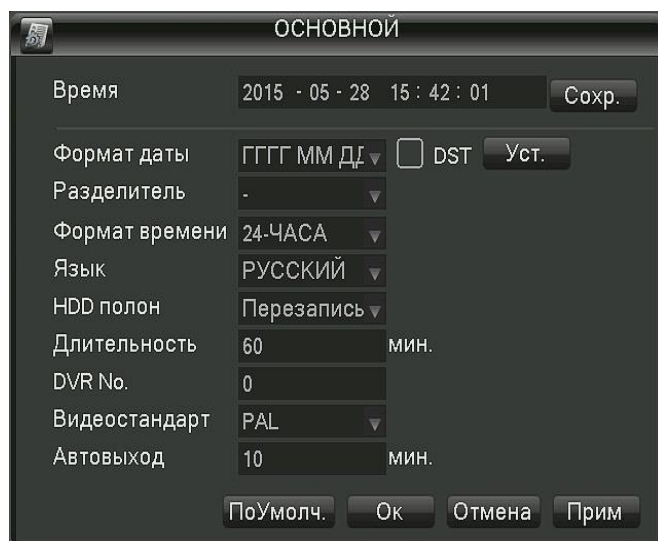 ОСНОВНОЙ
Время 2015 - 05 - 28 15 : 42 : 01 Сохр.
Формат даты ГГГГ ММ ДД DST Уст.
Разделитель -
Формат времени 24-ЧАСА
Язык РУССКИЙ
HDD полон Перезапись
Длительность 60 мин.
DVR No. 0
Видеостандарт PAL
Автовыход 10 мин.
ПоУмолч. Ок Отмена Прим